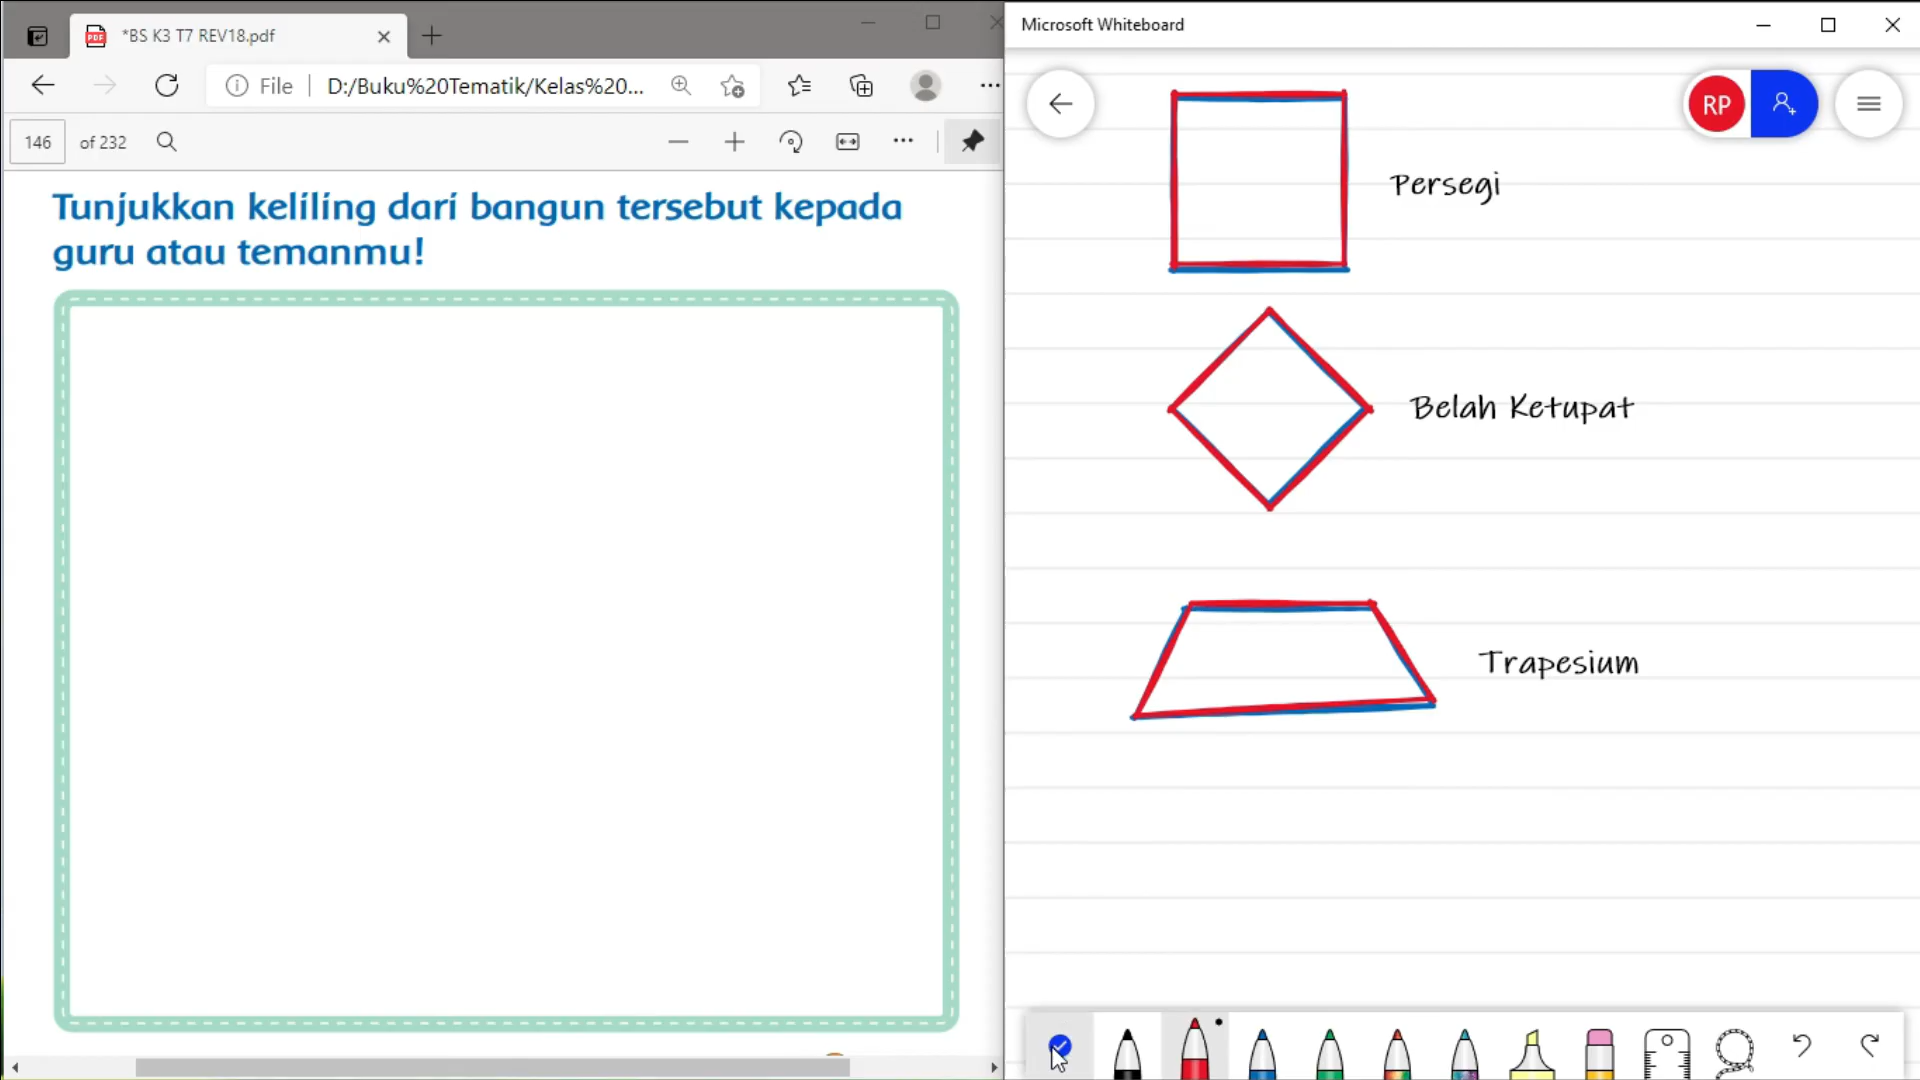 *BS K3 T7 REV18.pdf
File
D:/Buku%20Tematik/Kelas%20...
146 of 232
Tunjukkan keliling dari bangun tersebut kepada
guru atau temanmu!
Microsoft Whiteboard
RP
Persegi
Belah Ketupat
Trapesium